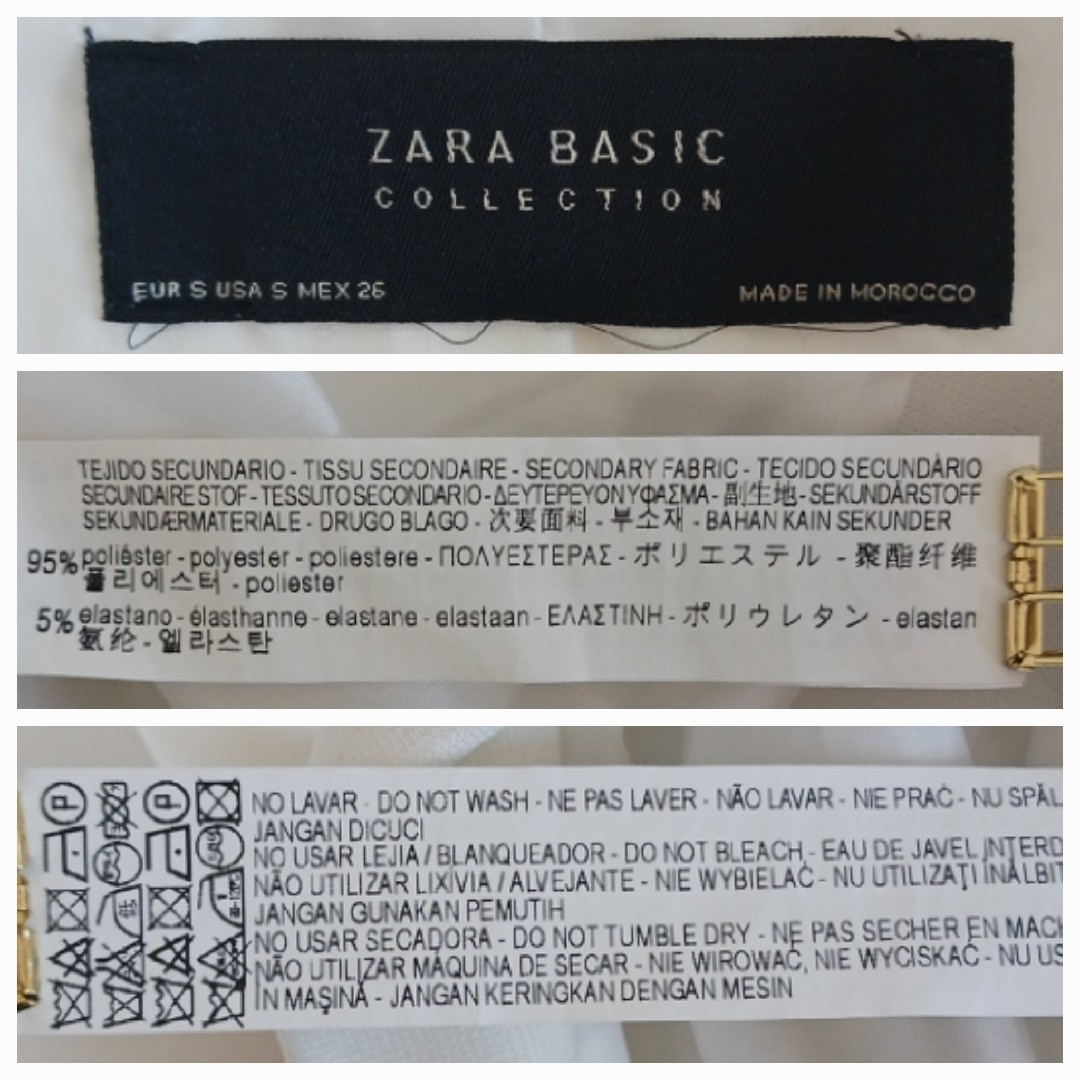 ZARA BASIC
COLLECTION
EUR S USA S MEX 26
MADE IN MOROCCO
TEJIDO SECUNDARIO - TISSU SECONDAIRE - SECONDARY FABRIC - TECIDO SECUNDÁRIO
SECUNDAIRE STOF - TESSUTO SECONDARIO - ΔΕΥΤΕΡΕΥΟΝ ΥΦΑΣΜΑ - 副生地 - SEKUNDÄRSTOFF
SEKUNDÆRMATERIALE - DRUGO BLAGO - 次要面料 - 부소재 - BAHAN KAIN SEKUNDER
95% poliéster - polyester - poliestere - ΠΟΛΥΕΣΤΕΡΑΣ - ポリエステル - 聚酯纤维
폴리에스터 - poliester
5% elastano - élasthanne - elastane - elastaan - ΕΛΑΣΤΙΝΗ - ポリウレタン - elastan
氨纶 - 엘라스탄
NO LAVAR - DO NOT WASH - NE PAS LAVER - NÃO LAVAR - NIE PRAĆ - NU SPĂL
JANGAN DICUCI
NO USAR LEJIA / BLANQUEADOR - DO NOT BLEACH - EAU DE JAVEL INTERD
NÃO UTILIZAR LIXÍVIA / ALVEJANTE - NIE WYBIELAĆ - NU UTILIZAŢI ÎNĂLBIT
JANGAN GUNAKAN PEMUTIH
NO USAR SECADORA - DO NOT TUMBLE DRY - NE PAS SECHER EN MACH
NÃO UTILIZAR MÁQUINA DE SECAR - NIE WIROWAĆ, NIE WYCISKAĆ - NU US
ÎN MAŞINĂ - JANGAN KERINGKAN DENGAN MESIN